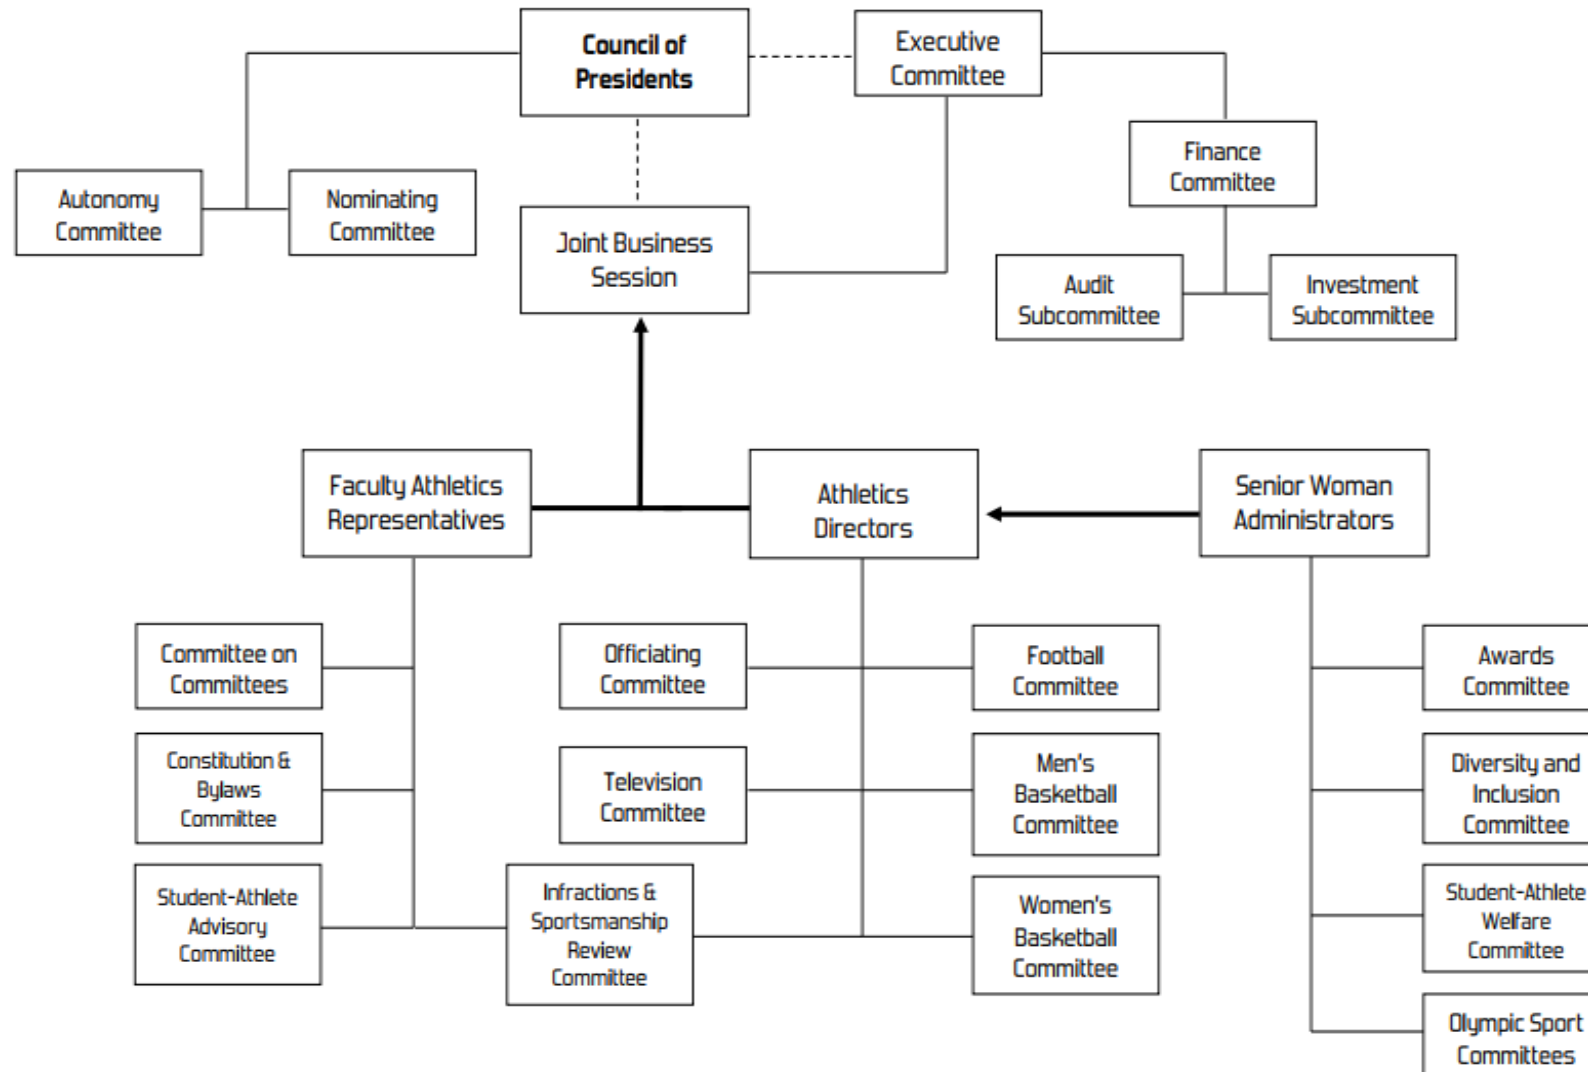 Council of
Presidents
Executive
Committee
Finance
Committee
Autonomy
Committee
Nominating
Committee
Joint Business
Session
Audit
Subcommittee
Investment
Subcommittee
Faculty Athletics
Representatives
Athletics
Directors
Senior Woman
Administrators
Committee on
Committees
Officiating
Committee
Football
Committee
Awards
Committee
Constitution &
Bylaws
Committee
Television
Committee
Men's
Basketball
Committee
Diversity and
Inclusion
Committee
Student-Athlete
Advisory
Committee
Infractions &
Sportsmanship
Review
Committee
Women's
Basketball
Committee
Student-Athlete
Welfare
Committee
Olympic Sport
Committees